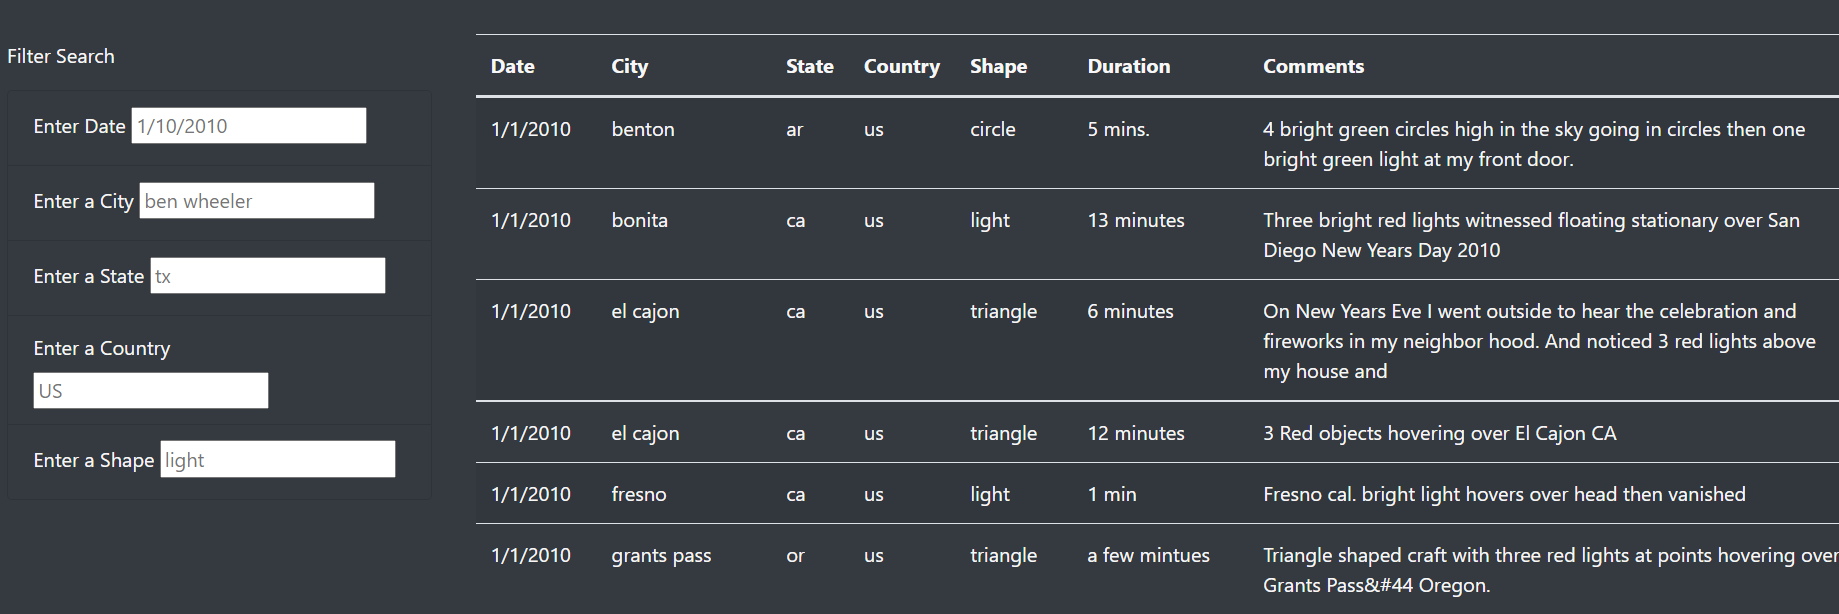 Filter Search
Enter Date 1/10/2010
Enter a City ben wheeler
Enter a State tx
Enter a Country
US
Enter a Shape light
Date City State Country Shape Duration Comments
1/1/2010 benton ar us circle 5 mins. 4 bright green circles high in the sky going in circles then one
bright green light at my front door.
1/1/2010 bonita ca us light 13 minutes Three bright red lights witnessed floating stationary over San
Diego New Years Day 2010
1/1/2010 el cajon ca us triangle 6 minutes On New Years Eve I went outside to hear the celebration and
fireworks in my neighbor hood. And noticed 3 red lights above
my house and
1/1/2010 el cajon ca us triangle 12 minutes 3 Red objects hovering over El Cajon CA
1/1/2010 fresno ca us light 1 min Fresno cal. bright light hovers over head then vanished
1/1/2010 grants pass or us triangle a few mintues Triangle shaped craft with three red lights at points hovering over
Grants Pass&#44 Oregon.